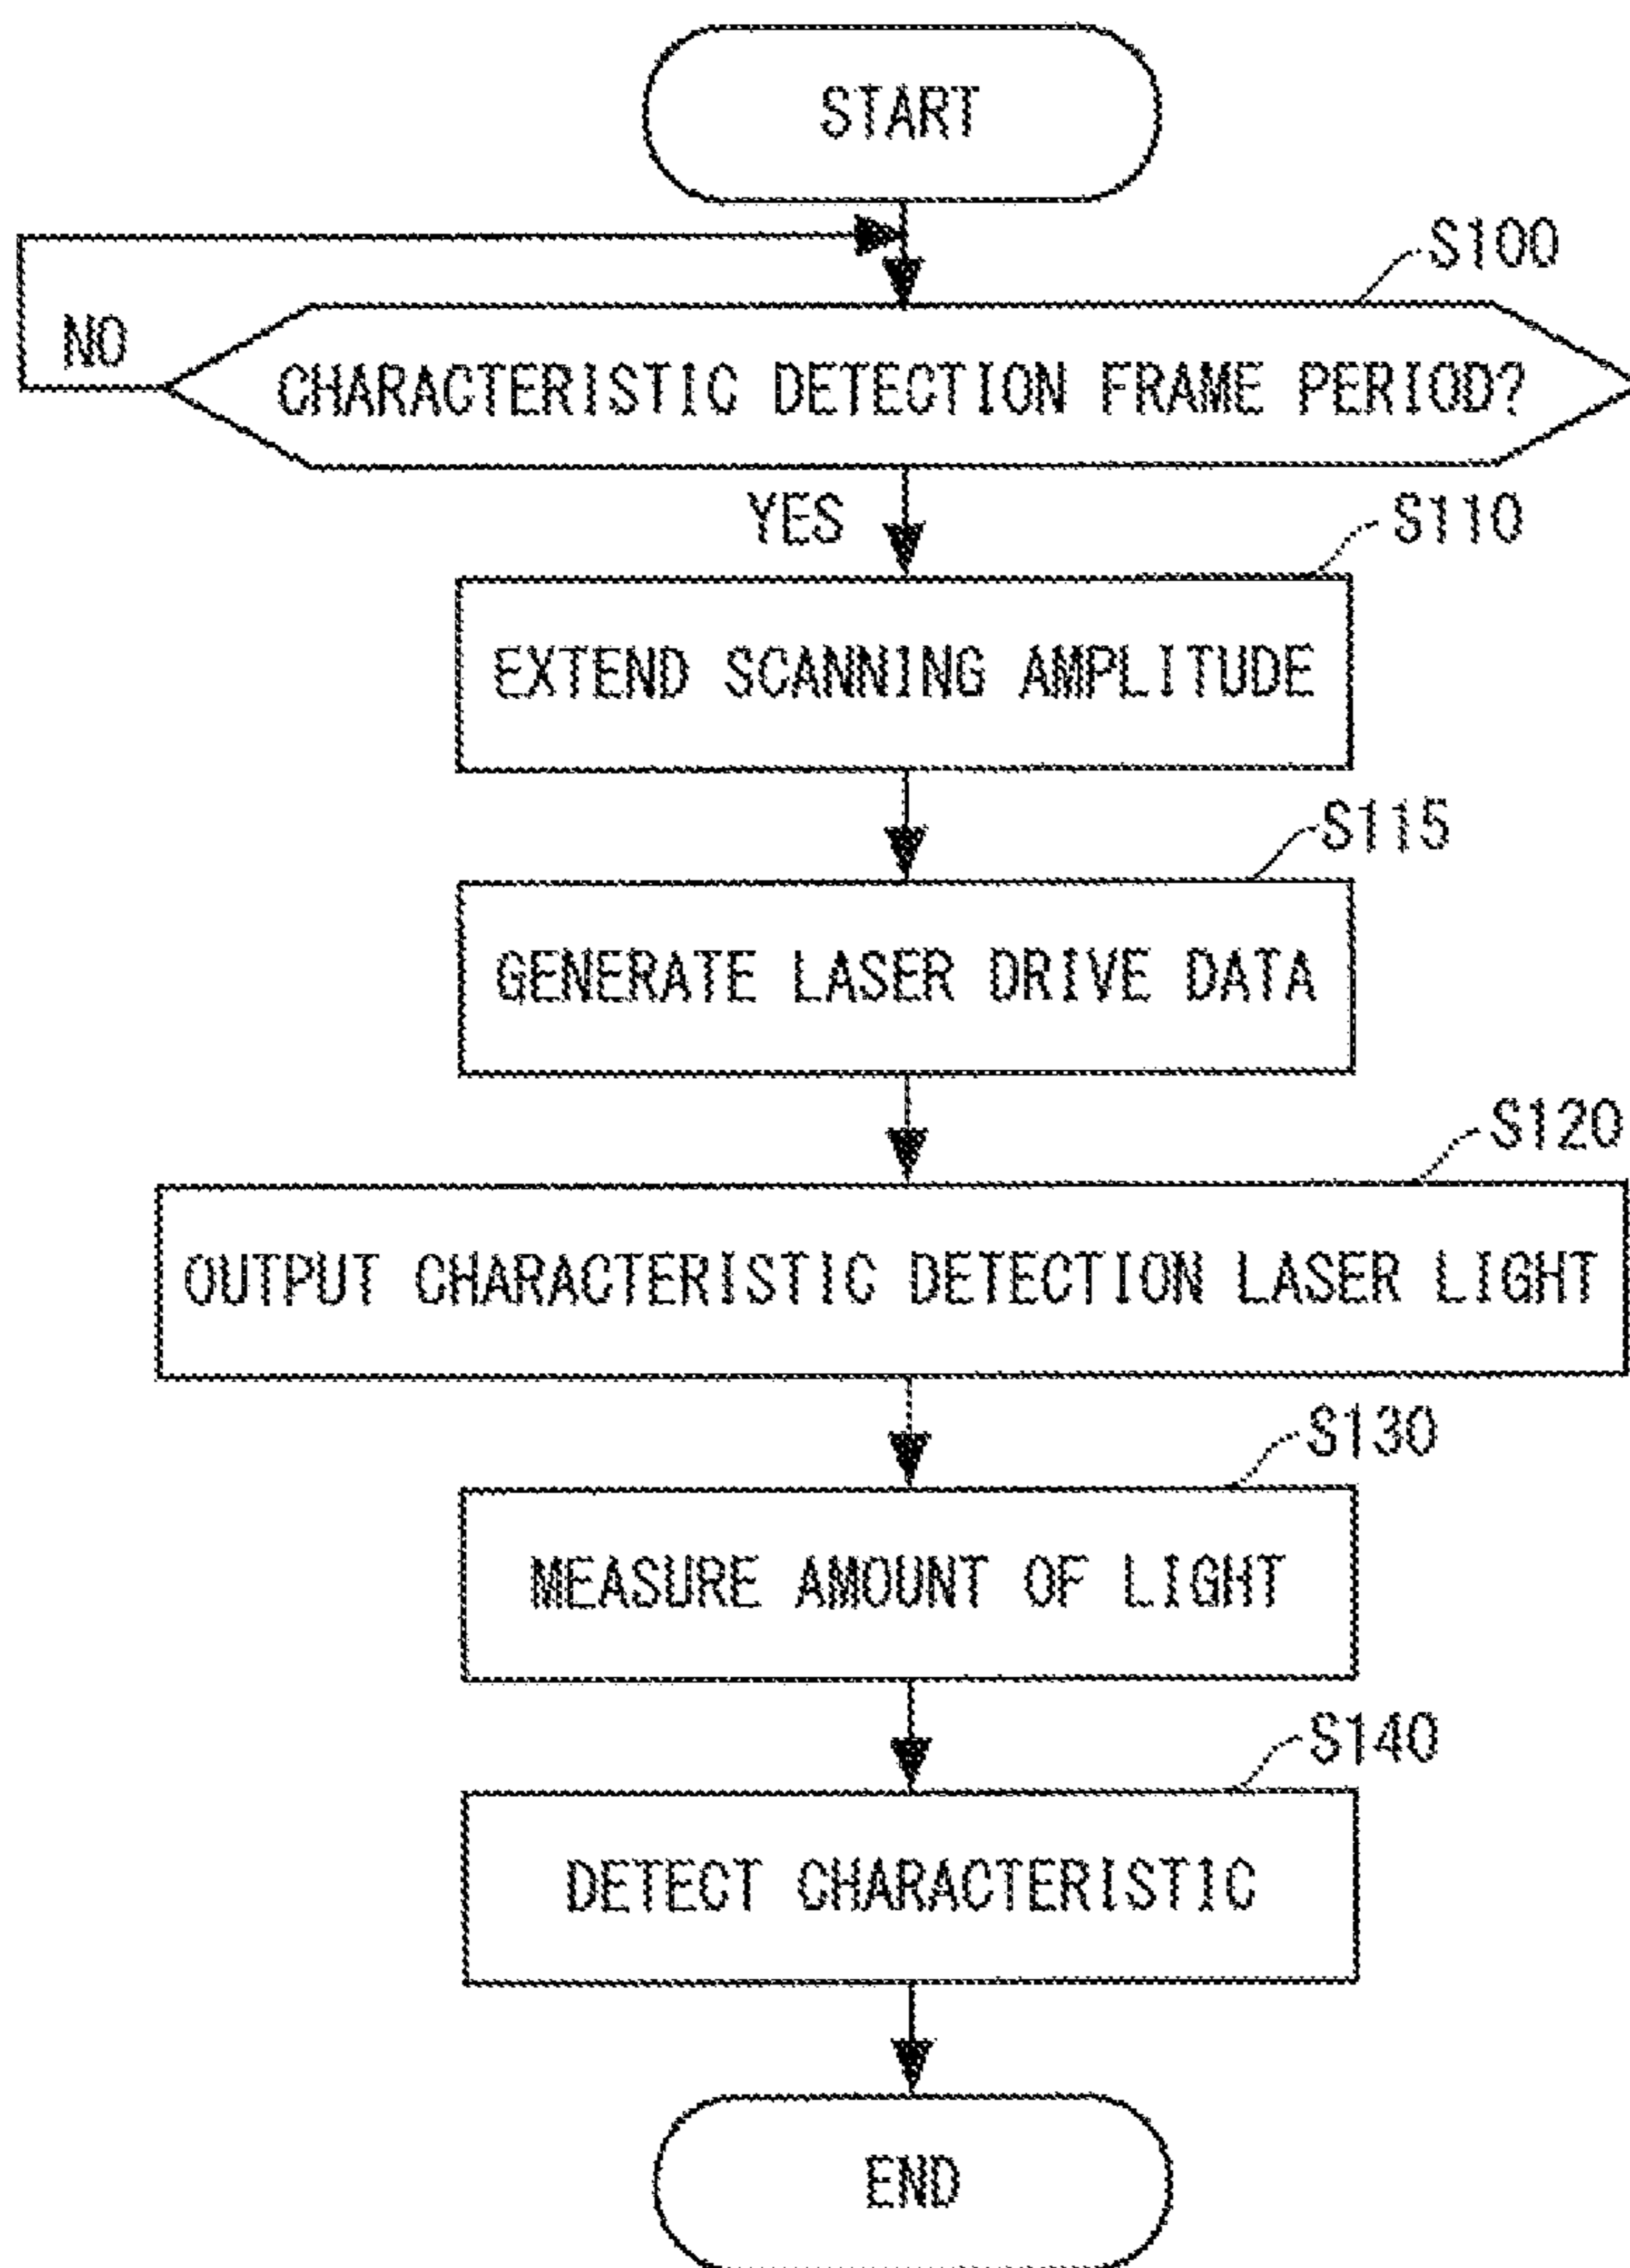 START
S100
NO
CHARACTERISTIC DETECTION FRAME PERIOD?
YES
S110
EXTEND SCANNING AMPLITUDE
S115
GENERATE LASER DRIVE DATA
S120
OUTPUT CHARACTERISTIC DETECTION LASER LIGHT
S130
MEASURE AMOUNT OF LIGHT
S140
DETECT CHARACTERISTIC
END